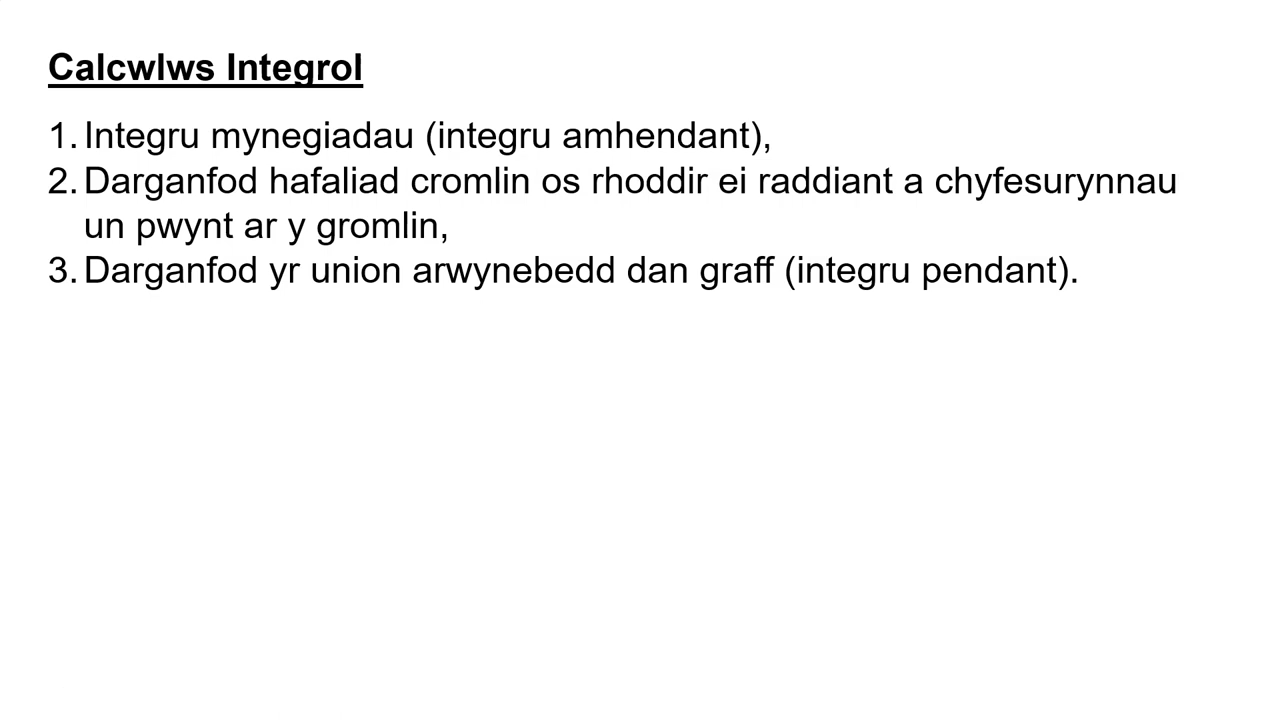 Calcwlws Integrol
1. Integru mynegiadau (integru amhendant),
2. Darganfod hafaliad cromlin os rhoddir ei raddiant a chyfesurynnau
un pwynt ar y gromlin,
3. Darganfod yr union arwynebedd dan graff (integru pendant).